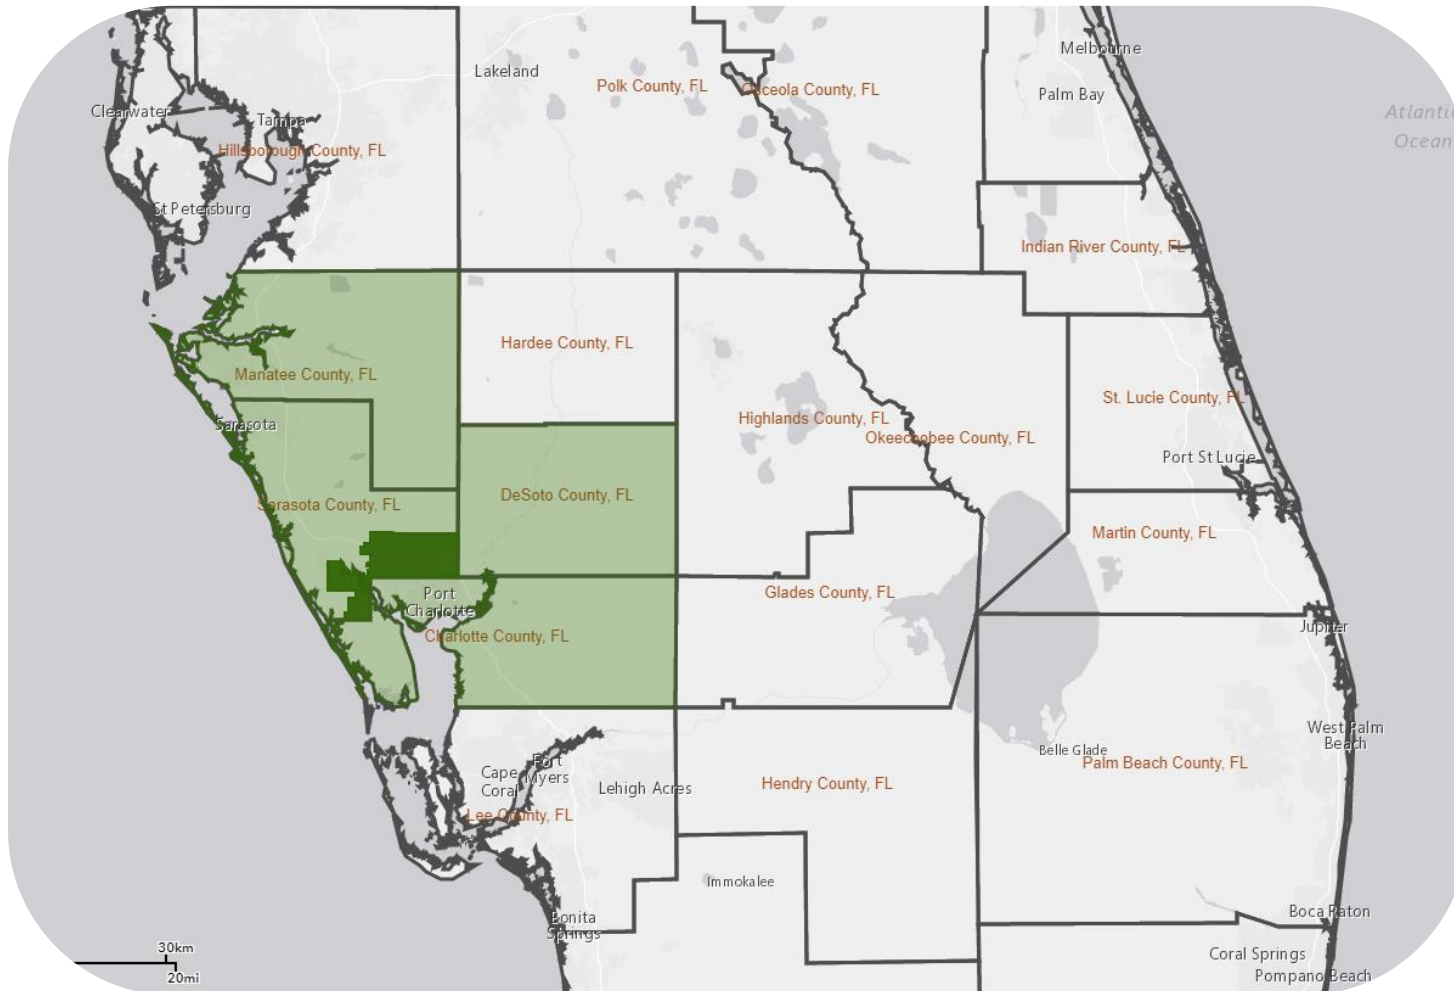 Melbourne
Lakeland
Polk County, FL
Osceola County, FL
Palm Bay
Clearwater
Atlantic
Ocean
Tampa
Hillsborough County, FL
St Petersburg
Indian River County, FL
Hardee County, FL
Manatee County, FL
St. Lucie County, FL
Highlands County, FL
Sarasota
Okeechobee County, FL
Port St Lucie
DeSoto County, FL
Sarasota County, FL
Martin County, FL
Port
Charlotte
Glades County, FL
Jupiter
Charlotte County, FL
West Palm
Beach
Belle Glade
Palm Beach County, FL
Fort
Myers
Cape
Coral
Lehigh Acres
Hendry County, FL
Lee County, FL
Immokalee
Bonita
Springs
Boca Raton
30km
20mi
Coral Springs
Pompano Beach